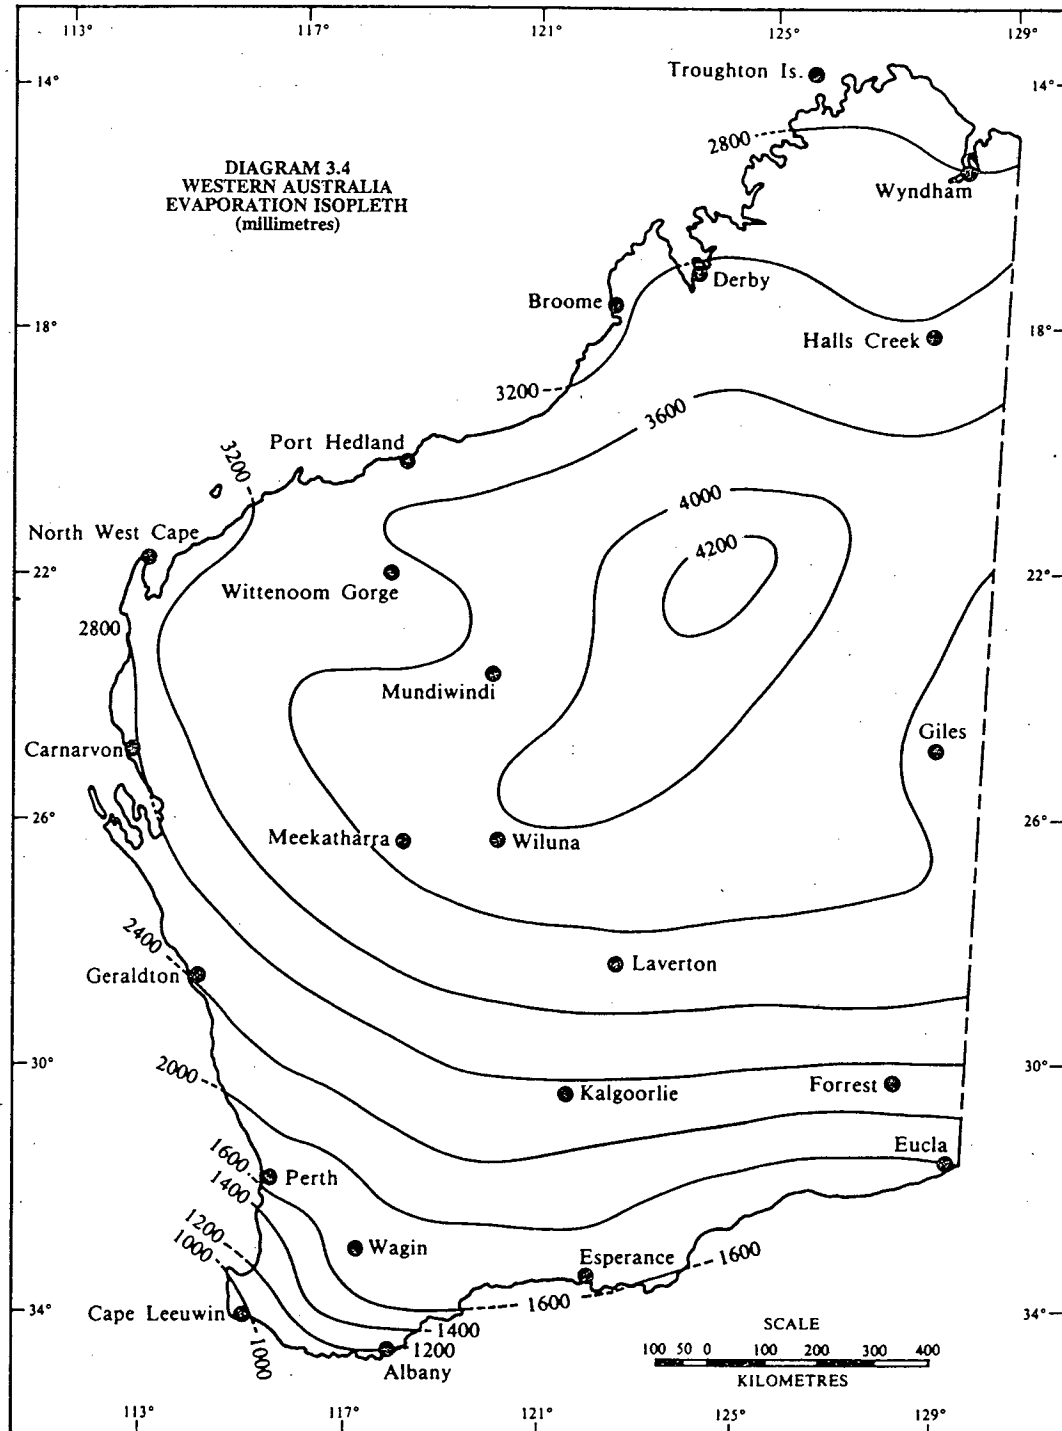 113°
117°
121°
125°
129°
14°
Troughton Is.
14°
2800
DIAGRAM 3.4
WESTERN AUSTRALIA
EVAPORATION ISOPLETH
(millimetres)
Wyndham
Derby
Broome
18°
Halls Creek
18°
3200
3600
Port Hedland
3200
4000
North West Cape
4200
22°
Wittenoom Gorge
22°
2800
Mundiwindi
Giles
Carnarvon
26°
Meekatharra
Wiluna
26°
2400
Laverton
Geraldton
30°
2000
Kalgoorlie
Forrest
30°
Eucla
1600
Perth
1400
1200
Wagin
1000
Esperance
1600
1600
34°
Cape Leeuwin
34°
SCALE
1400
1000
1200
Albany
100 50 0 100 200 300 400
KILOMETRES
113°
117°
121°
125°
129°